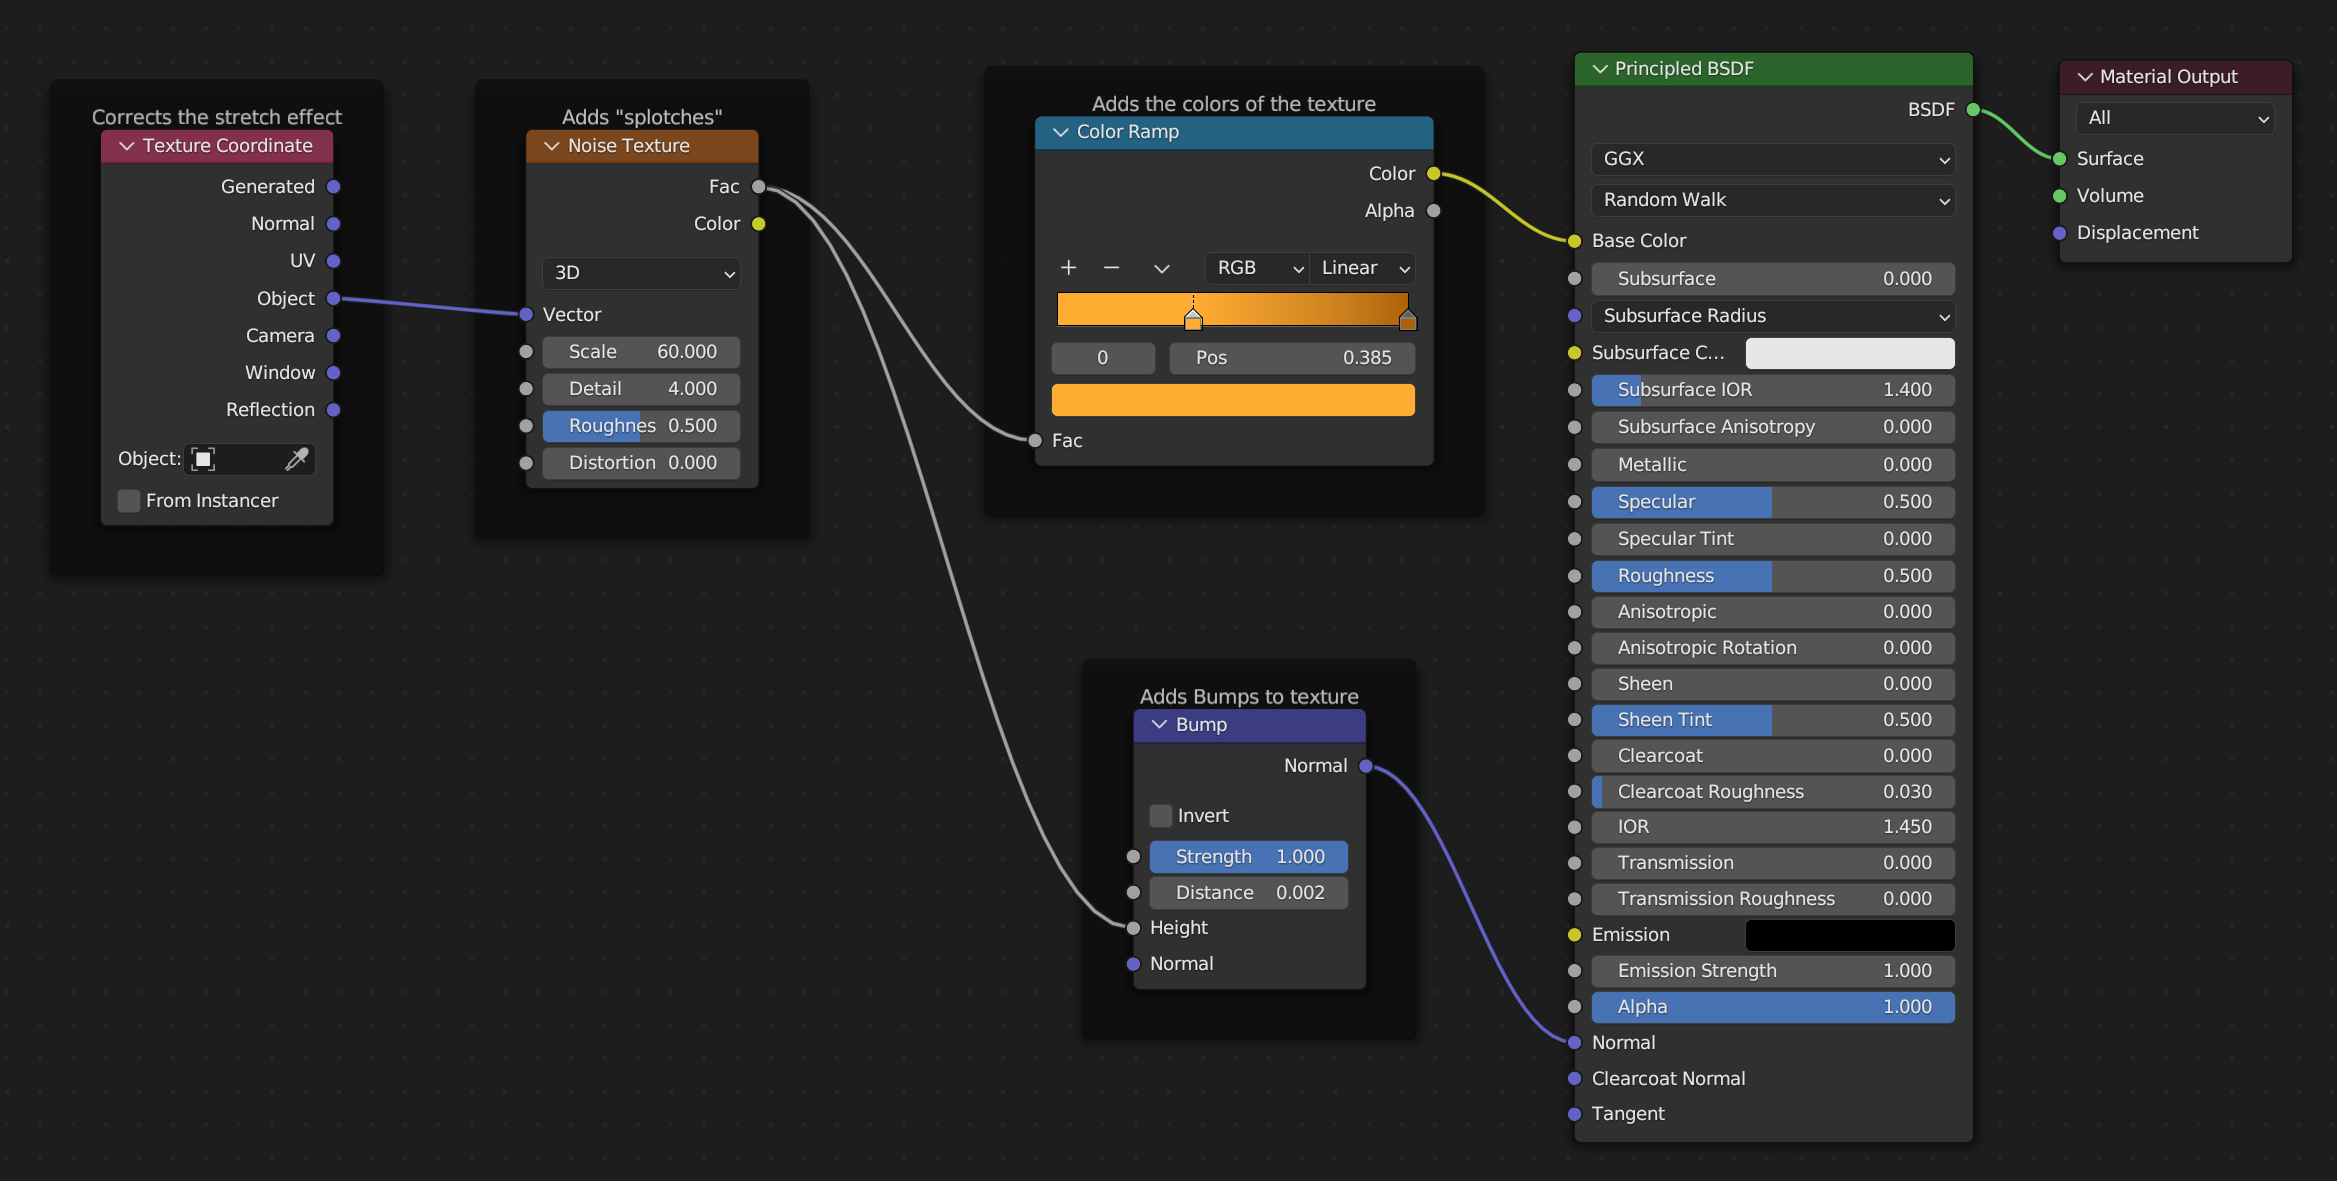 Corrects the stretch effect
Texture Coordinate
Generated
Normal
UV
Object
Camera
Window
Reflection
Object:
From Instancer
Adds "splotches"
Noise Texture
Fac
Color
3D
Vector
Scale 60.000
Detail 4.000
Roughnes 0.500
Distortion 0.000
Adds the colors of the texture
Color Ramp
Color
Alpha
RGB Linear
0 Pos 0.385
Fac
Adds Bumps to texture
Bump
Normal
Invert
Strength 1.000
Distance 0.002
Height
Normal
Principled BSDF
BSDF
GGX
Random Walk
Base Color
Subsurface 0.000
Subsurface Radius
Subsurface C...
Subsurface IOR 1.400
Subsurface Anisotropy 0.000
Metallic 0.000
Specular 0.500
Specular Tint 0.000
Roughness 0.500
Anisotropic 0.000
Anisotropic Rotation 0.000
Sheen 0.000
Sheen Tint 0.500
Clearcoat 0.000
Clearcoat Roughness 0.030
IOR 1.450
Transmission 0.000
Transmission Roughness 0.000
Emission
Emission Strength 1.000
Alpha 1.000
Normal
Clearcoat Normal
Tangent
Material Output
All
Surface
Volume
Displacement